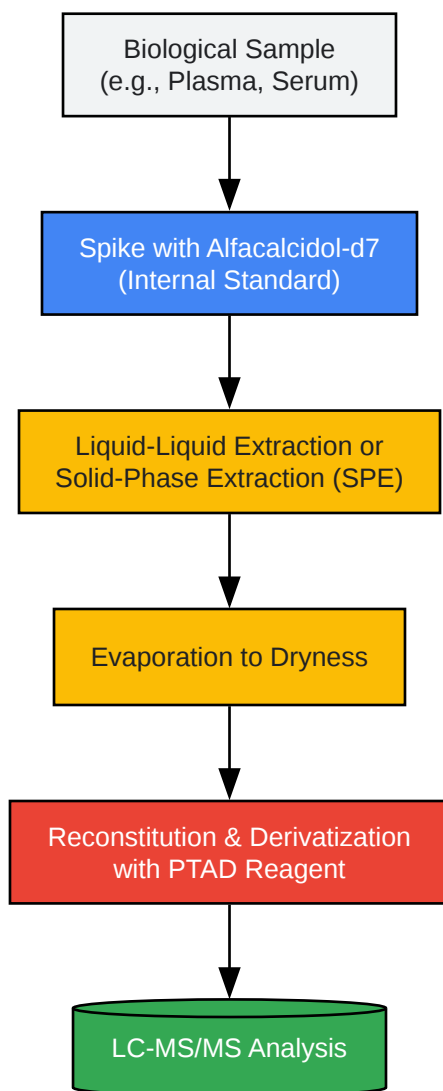 Biological Sample
(e.g., Plasma, Serum)
Spike with Alfacalcidol-d7
(Internal Standard)
Liquid-Liquid Extraction or
Solid-Phase Extraction (SPE)
Evaporation to Dryness
Reconstitution & Derivatization
with PTAD Reagent
LC-MS/MS Analysis